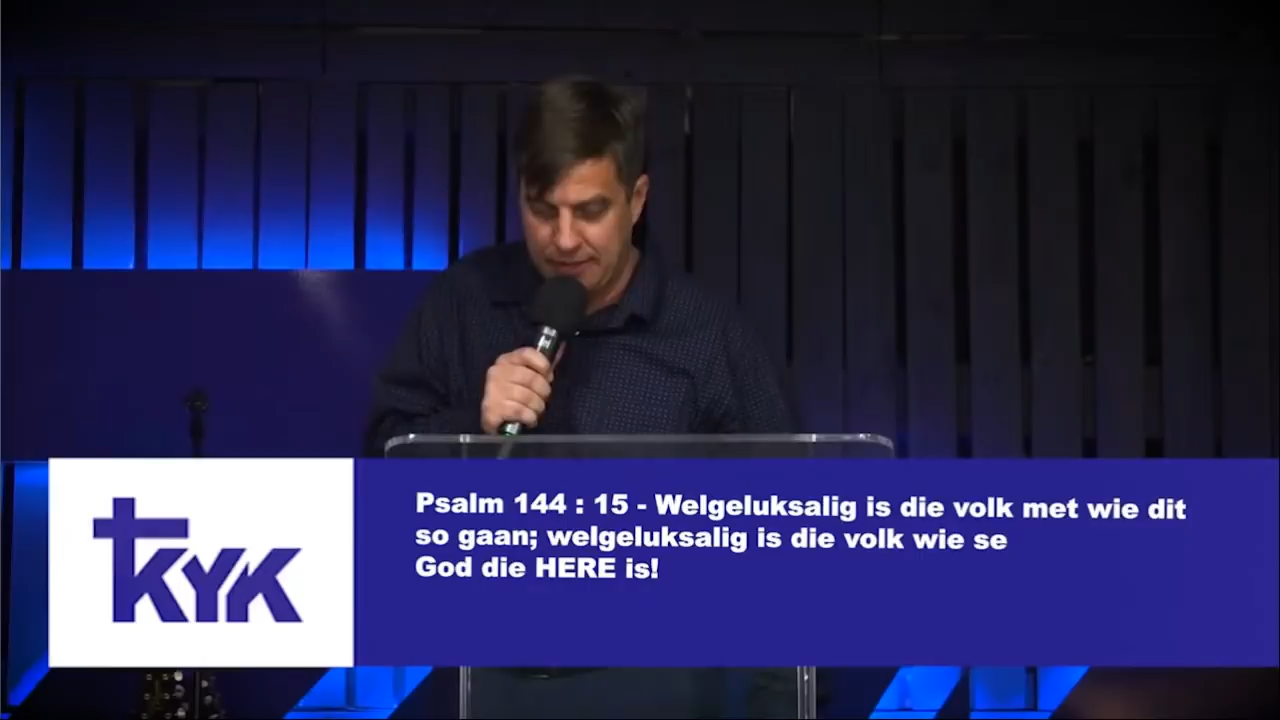 KYK
Psalm 144 : 15 - Welgeluksalig is die volk met wie dit
so gaan; welgeluksalig is die volk wie se
God die HERE is!